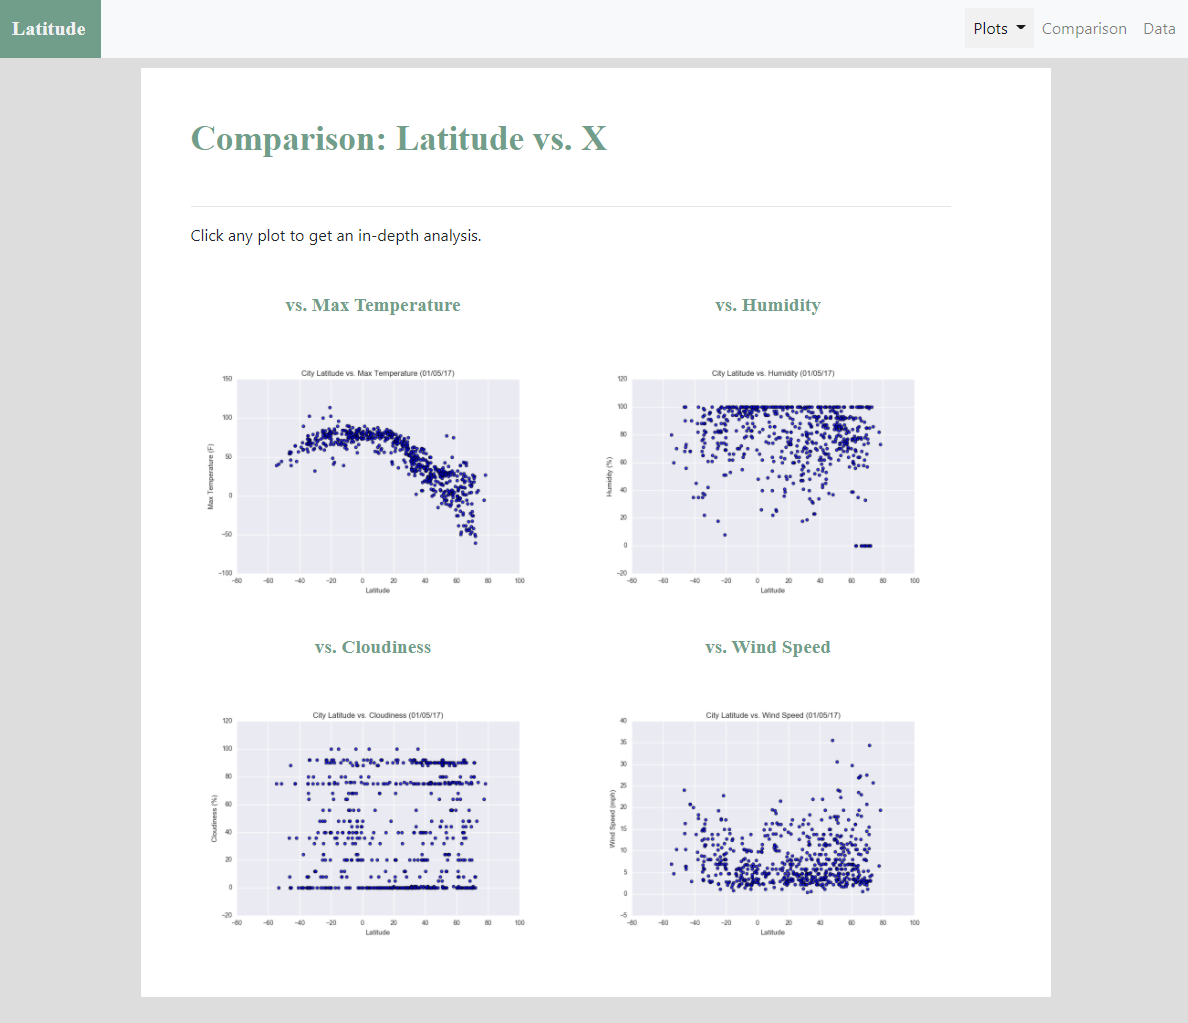 Latitude
Plots
Comparison
Data
Comparison: Latitude vs. X
Click any plot to get an in-depth analysis.
vs. Max Temperature
vs. Humidity
City Latitude vs. Max Temperature (01/05/17)
150
100
50
0
−50
−100
Max Temperature (F)
−80 −60 −40 −20 0 20 40 60 80 100
Latitude
City Latitude vs. Humidity (01/05/17)
120
100
80
60
40
20
0
−20
Humidity (%)
−80 −60 −40 −20 0 20 40 60 80 100
Latitude
vs. Cloudiness
vs. Wind Speed
City Latitude vs. Cloudiness (01/05/17)
120
100
80
60
40
20
0
−20
Cloudiness (%)
−80 −60 −40 −20 0 20 40 60 80 100
Latitude
City Latitude vs. Wind Speed (01/05/17)
40
35
30
25
20
15
10
5
0
−5
Wind Speed (mph)
−80 −60 −40 −20 0 20 40 60 80 100
Latitude